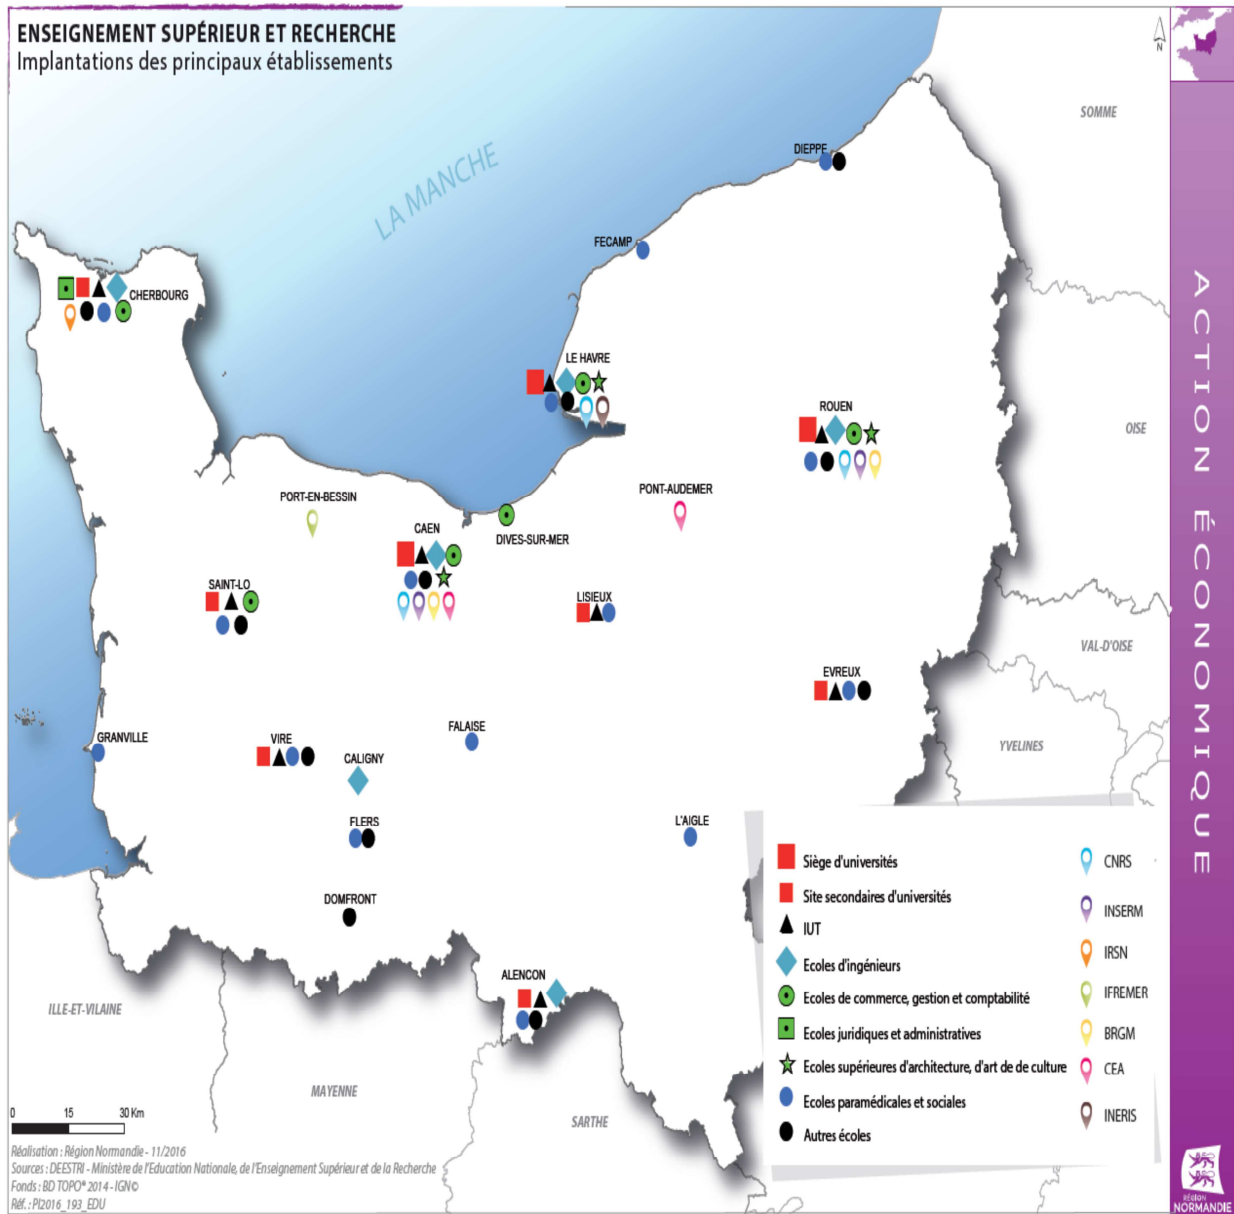 ENSEIGNEMENT SUPÉRIEUR ET RECHERCHE
Implantations des principaux établissements
N
LA MANCHE
SOMME
DIEPPE
FECAMP
CHERBOURG
LE HAVRE
ROUEN
OISE
PORT-EN-BESSIN
PONT-AUDEMER
CAEN
DIVES-SUR-MER
SAINT-LO
LISIEUX
VAL-D'OISE
EVREUX
GRANVILLE
VIRE
FALAISE
YVELINES
CALIGNY
FLERS
L'AIGLE
DOMFRONT
ALENCON
ILLE-ET-VILAINE
MAYENNE
SARTHE
Siège d'universités
Site secondaires d'universités
IUT
Ecoles d'ingénieurs
Ecoles de commerce, gestion et comptabilité
Ecoles juridiques et administratives
Ecoles supérieures d'architecture, d'art de de culture
Ecoles paramédicales et sociales
Autres écoles
CNRS
INSERM
IRSN
IFREMER
BRGM
CEA
INERIS
0 15 30 Km
Réalisation : Région Normandie - 11/2016
Sources : DEESTRI - Ministère de l'Education Nationale, de l'Enseignement Supérieur et de la Recherche
Fonds : BD TOPO® 2014 - IGN©
Réf. : PI2016_193_EDU
ACTION ÉCONOMIQUE
RÉGION
NORMANDIE